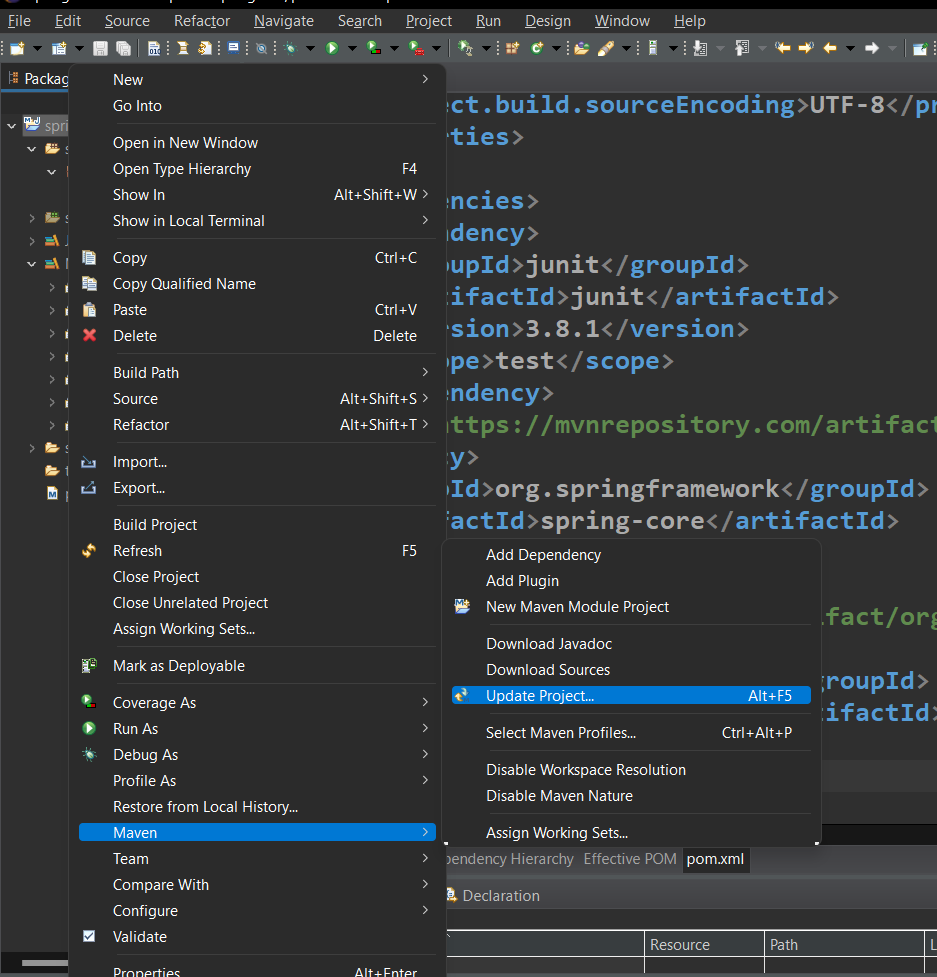 File Edit Source Refactor Navigate Search Project Run Design Window Help
Packag
New
Go Into
Open in New Window
Open Type Hierarchy F4
Show In Alt+Shift+W
Show in Local Terminal
Copy Ctrl+C
Copy Qualified Name
Paste Ctrl+V
Delete Delete
Build Path
Source Alt+Shift+S
Refactor Alt+Shift+T
Import...
Export...
Build Project
Refresh F5
Close Project
Close Unrelated Project
Assign Working Sets...
Mark as Deployable
Coverage As
Run As
Debug As
Profile As
Restore from Local History...
Maven
Team
Compare With
Configure
Validate
Properties Alt+Enter
spri
ect.build.sourceEncoding>UTF-8</pr
ties>
encies>
ndency>
oupId>junit</groupId>
tifactId>junit</artifactId>
rsion>3.8.1</version>
ope>test</scope>
endency>
https://mvnrepository.com/artifact
y>
pId>org.springframework</groupId>
factId>spring-core</artifactId>
ifact/org
groupId>
tifactId>
Add Dependency
Add Plugin
New Maven Module Project
Download Javadoc
Download Sources
Update Project... Alt+F5
Select Maven Profiles... Ctrl+Alt+P
Disable Workspace Resolution
Disable Maven Nature
Assign Working Sets...
pendency Hierarchy Effective POM pom.xml
Declaration
Resource Path L